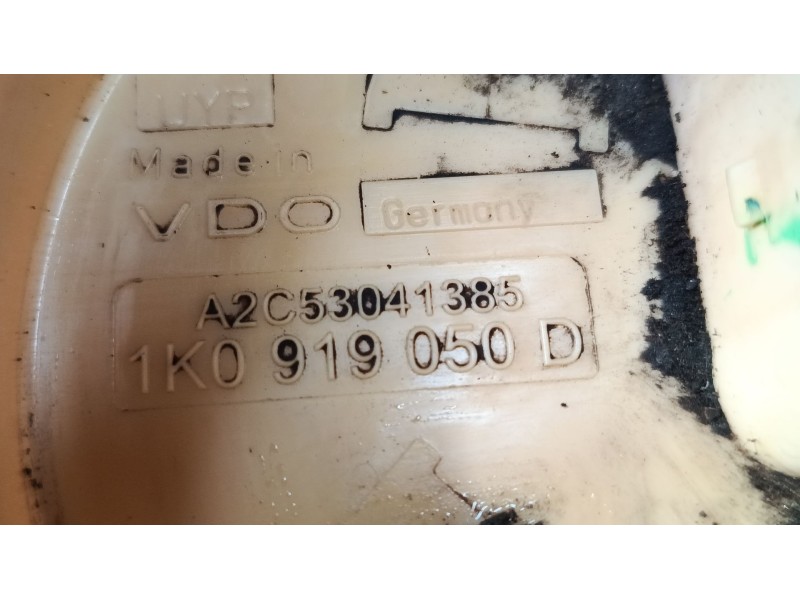 Made in
VDO Germany
A2C53041385
1K0 919 050 D